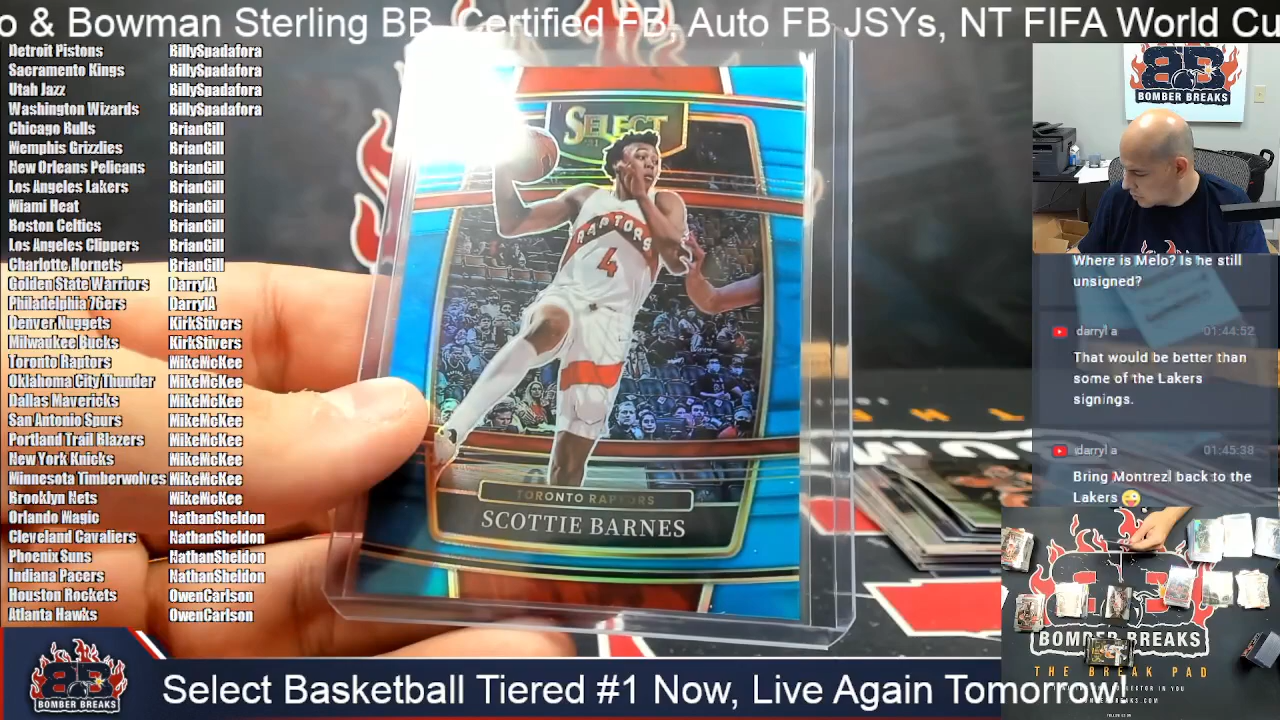 o & Bowman Sterling BB, Certified FB, Auto FB JSYs, NT FIFA World Cu
Detroit Pistons BillySpadafora
Sacramento Kings BillySpadafora
Utah Jazz BillySpadafora
Washington Wizards BillySpadafora
Chicago Bulls BrianGill
Memphis Grizzlies BrianGill
New Orleans Pelicans BrianGill
Los Angeles Lakers BrianGill
Miami Heat BrianGill
Boston Celtics BrianGill
Los Angeles Clippers BrianGill
Charlotte Hornets BrianGill
Golden State Warriors DarrylA
Philadelphia 76ers DarrylA
Denver Nuggets KirkStivers
Milwaukee Bucks KirkStivers
Toronto Raptors MikeMcKee
Oklahoma City Thunder MikeMcKee
Dallas Mavericks MikeMcKee
San Antonio Spurs MikeMcKee
Portland Trail Blazers MikeMcKee
New York Knicks MikeMcKee
Minnesota Timberwolves MikeMcKee
Brooklyn Nets MikeMcKee
Orlando Magic NathanSheldon
Cleveland Cavaliers NathanSheldon
Phoenix Suns NathanSheldon
Indiana Pacers NathanSheldon
Houston Rockets OwenCarlson
Atlanta Hawks OwenCarlson
SELECT
RAPTORS
4
TORONTO RAPTORS
SCOTTIE BARNES
BB
BOMBER BREAKS
Where is Melo? Is he still
unsigned?
darryl a 01:44:52
That would be better than
some of the Lakers
signings.
darryl a 01:45:38
Bring Montrezl back to the
Lakers 😜
BOMBER BREAKS
THE BREAK PAD
BB
BOMBER BREAKS
Select Basketball Tiered #1 Now, Live Again Tomorrow!